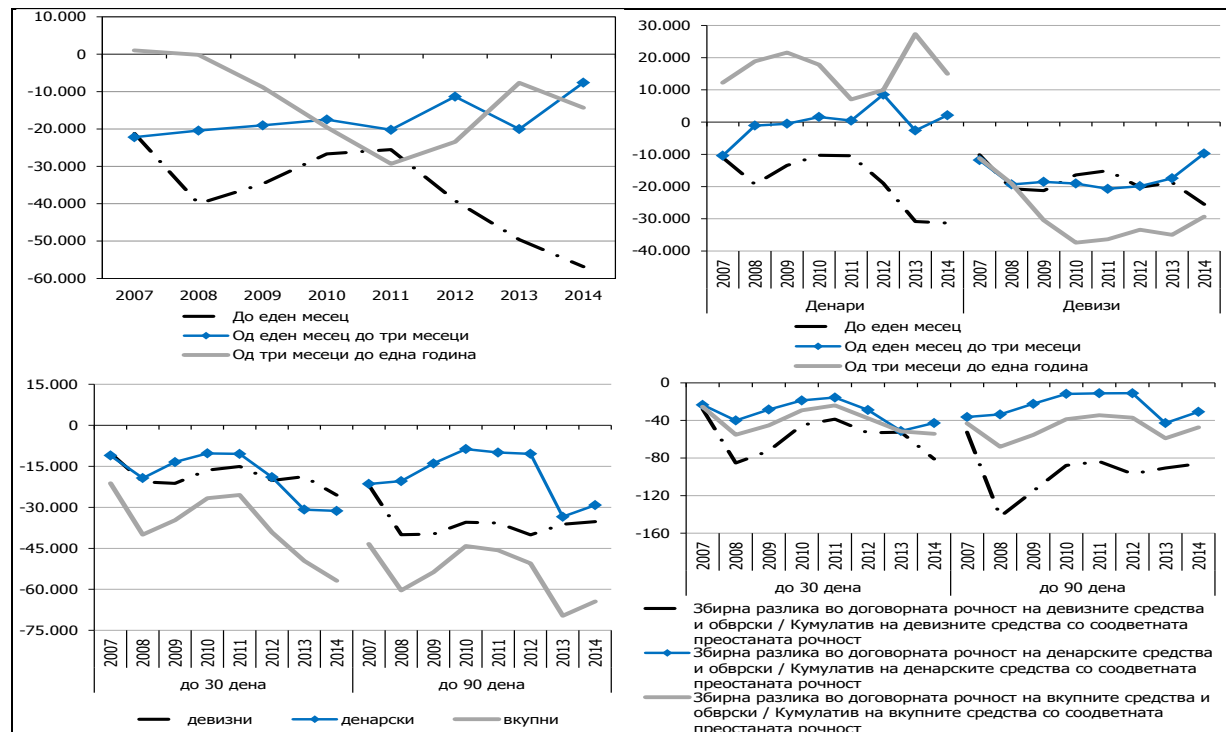 10.000
0
-10.000
-20.000
-30.000
-40.000
-50.000
-60.000
2007 2008 2009 2010 2011 2012 2013 2014
До еден месец
Од еден месец до три месеци
Од три месеци до една година
30.000
20.000
10.000
0
-10.000
-20.000
-30.000
-40.000
2007 2008 2009 2010 2011 2012 2013 2014 2007 2008 2009 2010 2011 2012 2013 2014
Денари Девизи
До еден месец
Од еден месец до три месеци
Од три месеци до една година
15.000
0
-15.000
-30.000
-45.000
-60.000
-75.000
2007 2008 2009 2010 2011 2012 2013 2014 2007 2008 2009 2010 2011 2012 2013 2014
до 30 дена до 90 дена
девизни денарски вкупни
0
-40
-80
-120
-160
2007 2008 2009 2010 2011 2012 2013 2014 2007 2008 2009 2010 2011 2012 2013 2014
до 30 дена до 90 дена
Збирна разлика во договорната рочност на девизните средства
и обврски / Кумулатив на девизните средства со соодветната
преостаната рочност
Збирна разлика во договорната рочност на денарските средства
и обврски / Кумулатив на денарските средства со соодветната
преостаната рочност
Збирна разлика во договорната рочност на вкупните средства и
обврски / Кумулатив на вкупните средства со соодветната
преостаната рочност